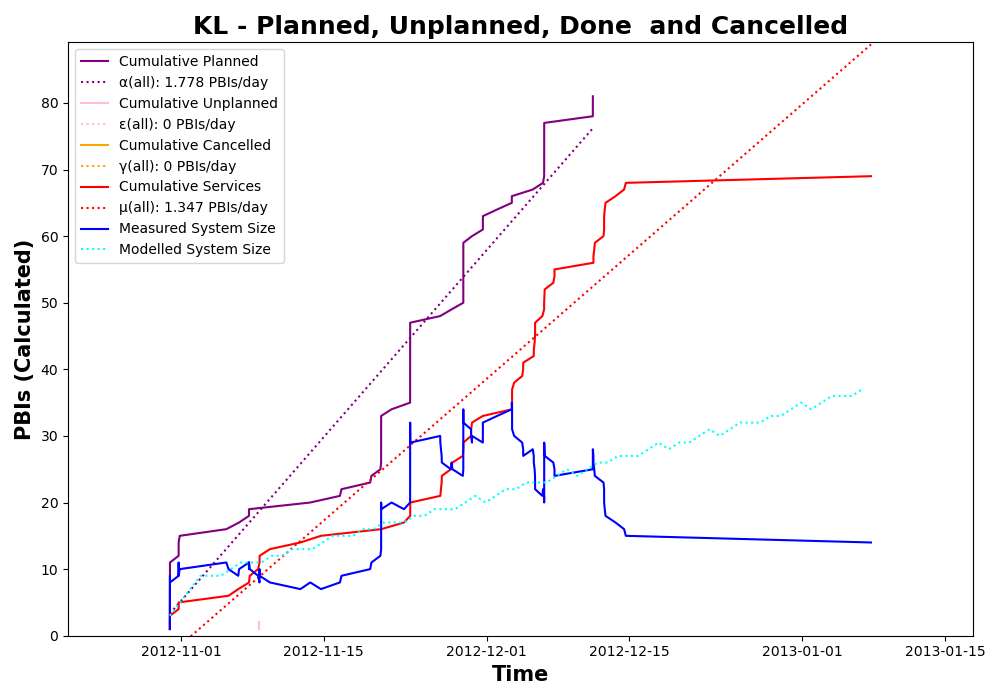 KL - Planned, Unplanned, Done  and Cancelled
Cumulative Planned
α(all): 1.778 PBIs/day
Cumulative Unplanned
ε(all): 0 PBIs/day
Cumulative Cancelled
γ(all): 0 PBIs/day
Cumulative Services
μ(all): 1.347 PBIs/day
Measured System Size
Modelled System Size
PBIs (Calculated)
80
70
60
50
40
30
20
10
0
2012-11-01 2012-11-15 2012-12-01 2012-12-15 2013-01-01 2013-01-15
Time